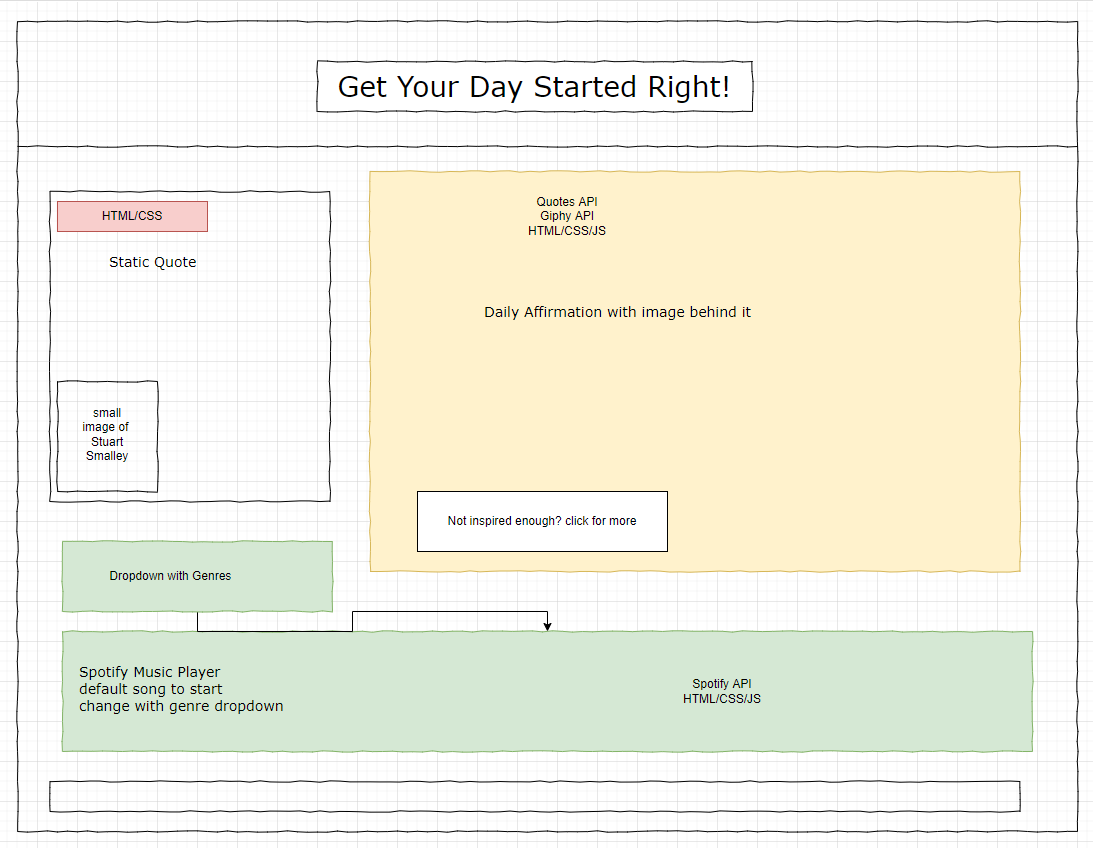 Get Your Day Started Right!
HTML/CSS
Static Quote
small
image of
Stuart
Smalley
Quotes API
Giphy API
HTML/CSS/JS
Daily Affirmation with image behind it
Not inspired enough? click for more
Dropdown with Genres
Spotify Music Player
default song to start
change with genre dropdown
Spotify API
HTML/CSS/JS